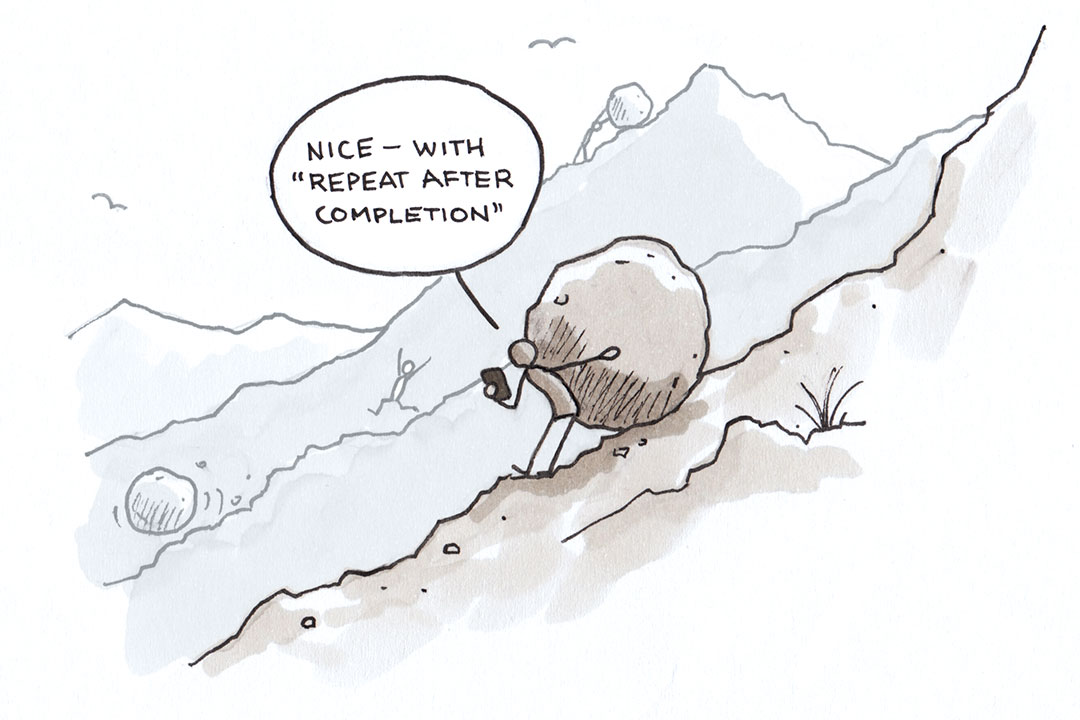 NICE – WITH
"REPEAT AFTER
COMPLETION"